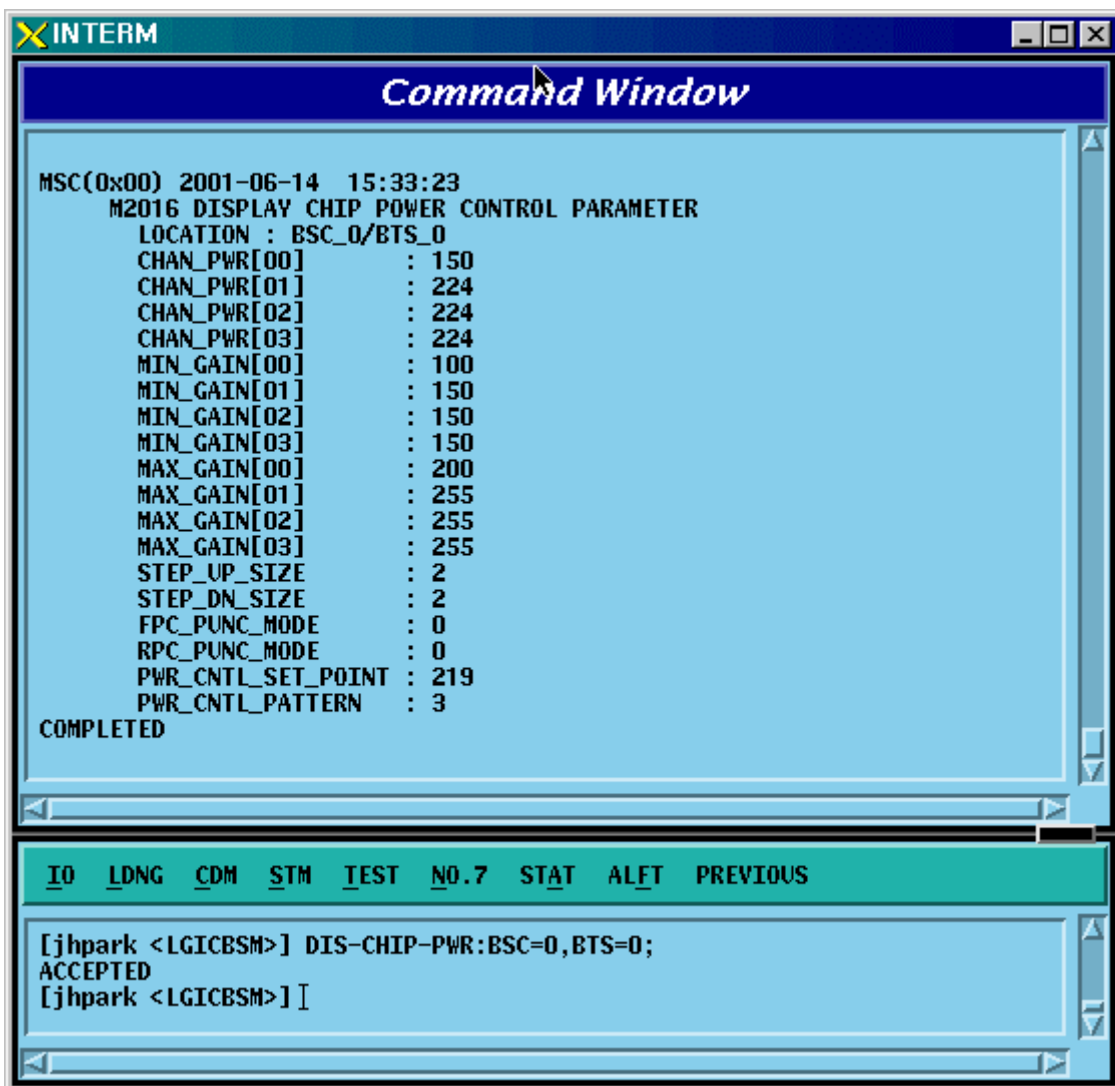 INTERM
Command Window
MSC(0x00) 2001-06-14 15:33:23
M2016 DISPLAY CHIP POWER CONTROL PARAMETER
LOCATION : BSC_0/BTS_0
CHAN_PWR[00] : 150
CHAN_PWR[01] : 224
CHAN_PWR[02] : 224
CHAN_PWR[03] : 224
MIN_GAIN[00] : 100
MIN_GAIN[01] : 150
MIN_GAIN[02] : 150
MIN_GAIN[03] : 150
MAX_GAIN[00] : 200
MAX_GAIN[01] : 255
MAX_GAIN[02] : 255
MAX_GAIN[03] : 255
STEP_UP_SIZE : 2
STEP_DN_SIZE : 2
FPC_PUNC_MODE : 0
RPC_PUNC_MODE : 0
PWR_CNTL_SET_POINT : 219
PWR_CNTL_PATTERN : 3
COMPLETED
IO LDNG CDM STM TEST NO.7 STAT ALFT PREVIOUS
[jhpark <LGICBSM>] DIS-CHIP-PWR:BSC=0,BTS=0;
ACCEPTED
[jhpark <LGICBSM>]